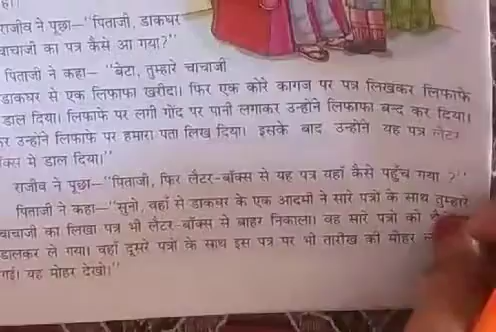 राजीव ने पूछा—"पिताजी, डाकघर
चाचाजी का पत्र कैसे आ गया?"
पिताजी ने कहा— "बेटा, तुम्हारे चाचाजी
डाकघर से एक लिफाफा खरीदा। फिर एक कोरे कागज पर पत्र लिखकर लिफाफे
डाल दिया। लिफाफे पर लगी गोंद पर पानी लगाकर उन्होंने लिफाफा बन्द कर दिया।
उन्होंने लिफाफे पर हमारा पता लिख दिया। इसके बाद उन्होंने यह पत्र लैटर
में डाल दिया।"
राजीव ने पूछा—"पिताजी, फिर लैटर-बॉक्स से यह पत्र यहाँ कैसे पहुँच गया ?"
पिताजी ने कहा—"सुनो, वहाँ से डाकघर के एक आदमी ने सारे पत्रों के साथ तुम्हारे
चाचाजी का लिखा पत्र भी लैटर-बॉक्स से बाहर निकाला। वह सारे पत्रों को
डालकर ले गया। वहाँ दूसरे पत्रों के साथ इस पत्र पर भी तारीख की मोहर
गई। यह मोहर देखो।"